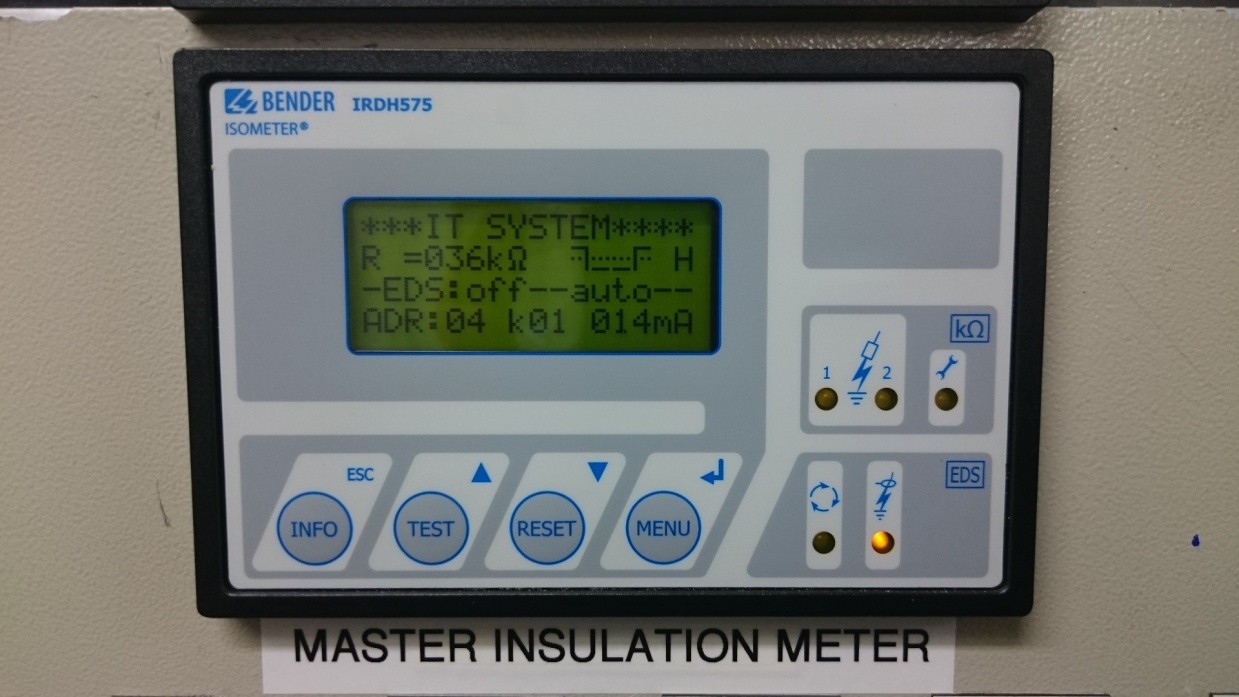 BENDER IRDH575
ISOMETER®
***IT SYSTEM****
R =036kΩ H
-EDS:off--auto--
ADR:04 k01 014mA
kΩ
1 2
EDS
ESC
INFO TEST RESET MENU
MASTER INSULATION METER